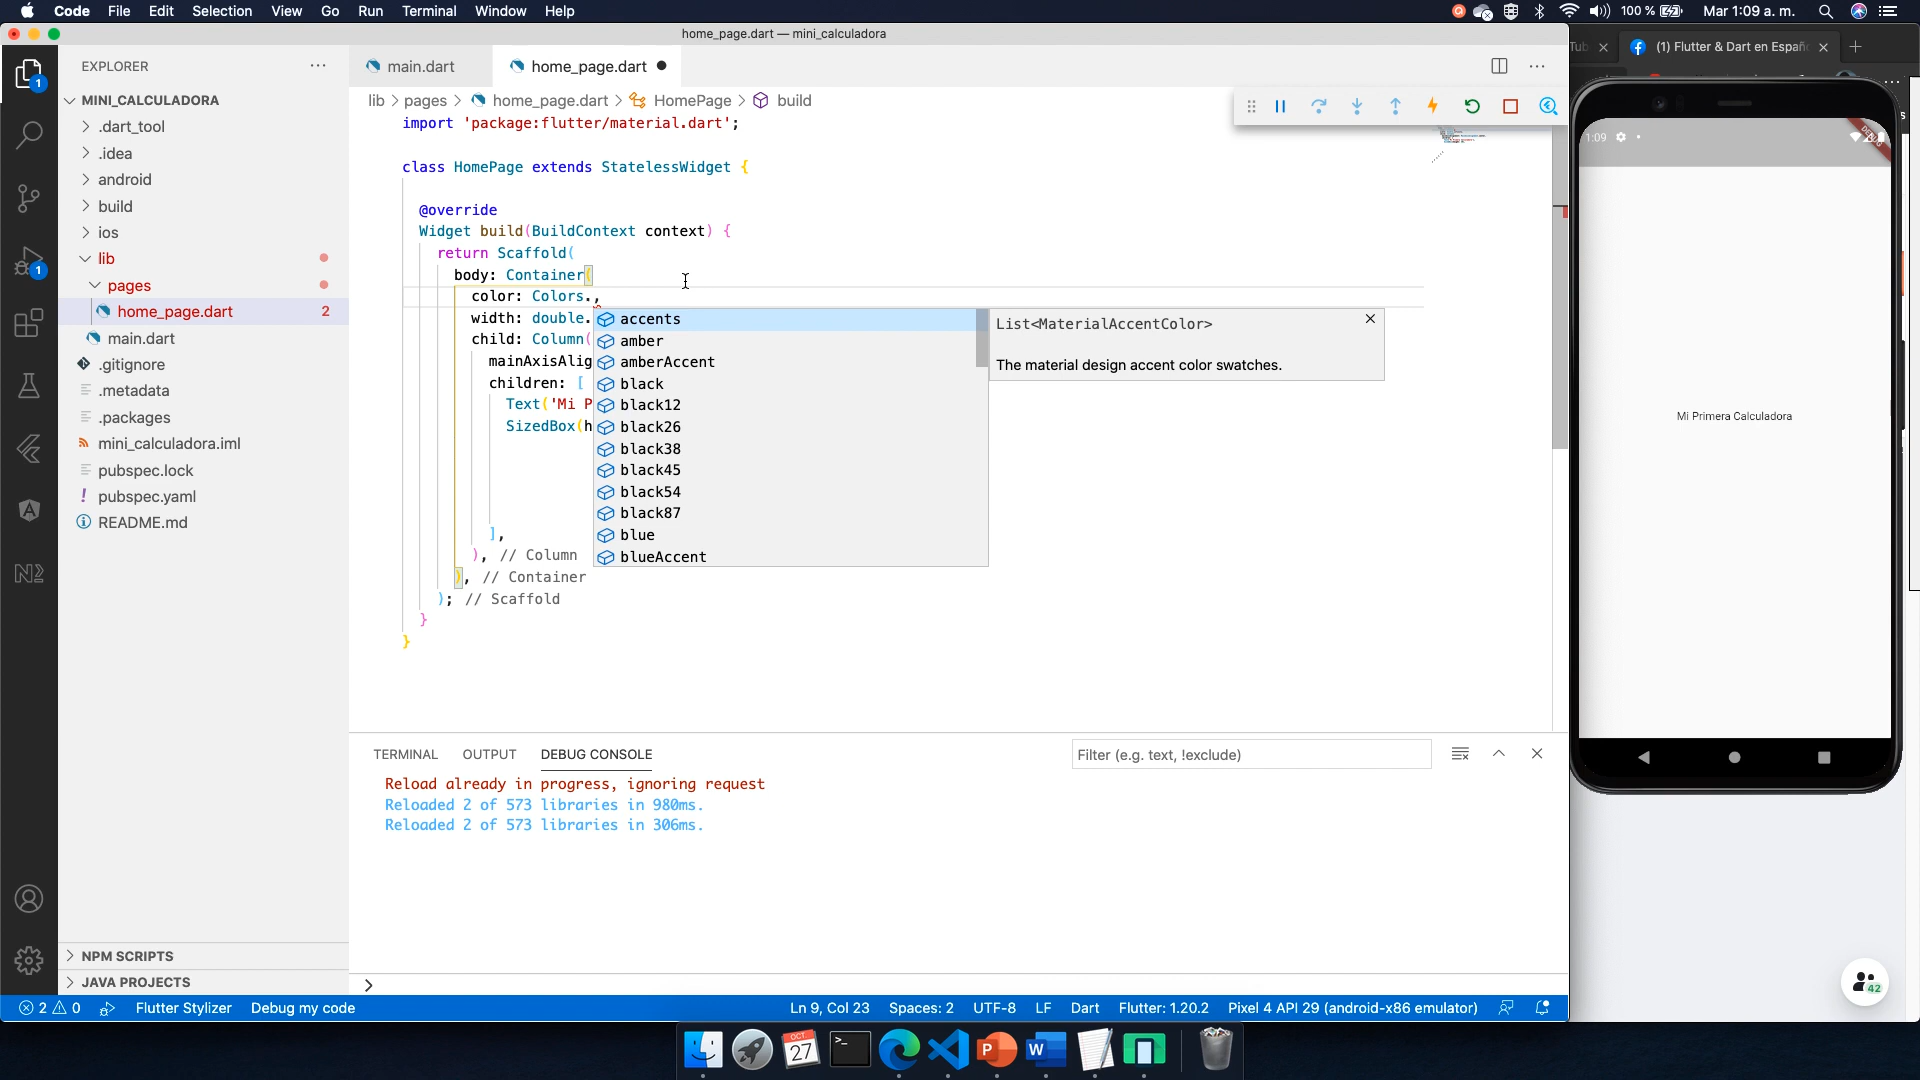 Code File Edit Selection View Go Run Terminal Window Help
100 % Mar 1:09 a. m.
home_page.dart — mini_calculadora
EXPLORER
MINI_CALCULADORA
.dart_tool
.idea
android
build
ios
lib
pages
home_page.dart 2
main.dart
.gitignore
.metadata
.packages
mini_calculadora.iml
pubspec.lock
pubspec.yaml
README.md
NPM SCRIPTS
JAVA PROJECTS
1
1
main.dart home_page.dart
lib > pages > home_page.dart > HomePage > build
import 'package:flutter/material.dart';
class HomePage extends StatelessWidget {
@override
Widget build(BuildContext context) {
return Scaffold(
body: Container(
color: Colors.,
width: double.
child: Column(
mainAxisAlig
children: [
Text('Mi P
SizedBox(h
],
), // Column
), // Container
); // Scaffold
}
}
accents
amber
amberAccent
black
black12
black26
black38
black45
black54
black87
blue
blueAccent
List<MaterialAccentColor>
The material design accent color swatches.
TERMINAL OUTPUT DEBUG CONSOLE
Filter (e.g. text, !exclude)
Reload already in progress, ignoring request
Reloaded 2 of 573 libraries in 980ms.
Reloaded 2 of 573 libraries in 306ms.
2 0 Flutter Stylizer Debug my code
Ln 9, Col 23 Spaces: 2 UTF-8 LF Dart Flutter: 1.20.2 Pixel 4 API 29 (android-x86 emulator)
(1) Flutter & Dart en Españ
1:09
Mi Primera Calculadora
42
OCT
27